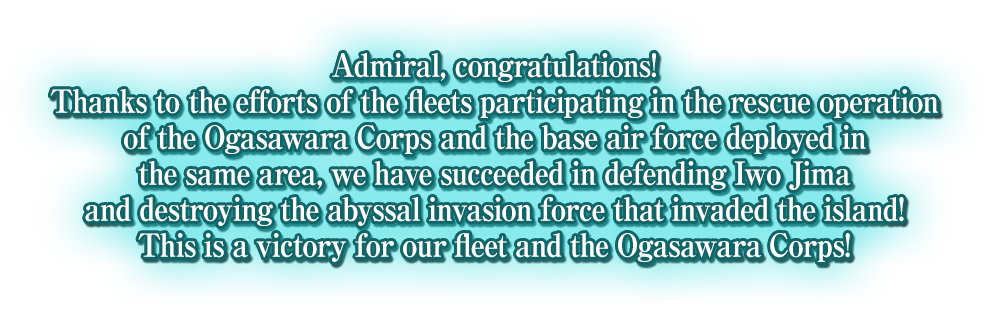 Admiral, congratulations!
Thanks to the efforts of the fleets participating in the rescue operation
of the Ogasawara Corps and the base air force deployed in
the same area, we have succeeded in defending Iwo Jima
and destroying the abyssal invasion force that invaded the island!
This is a victory for our fleet and the Ogasawara Corps!